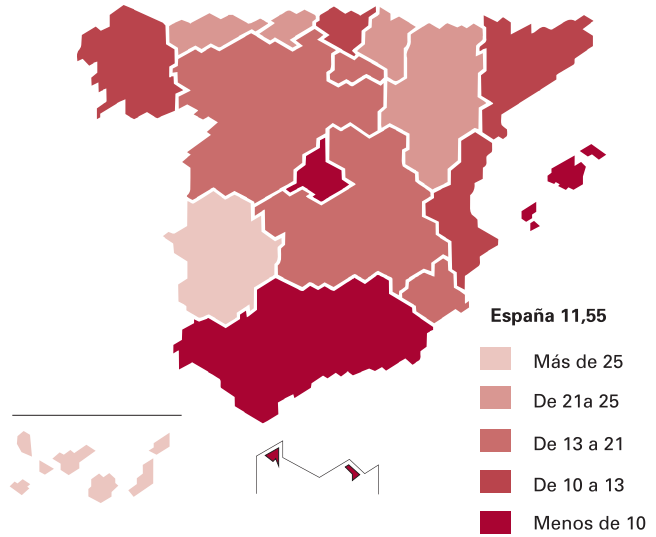 España 11,55
Más de 25
De 21a 25
De 13 a 21
De 10 a 13
Menos de 10